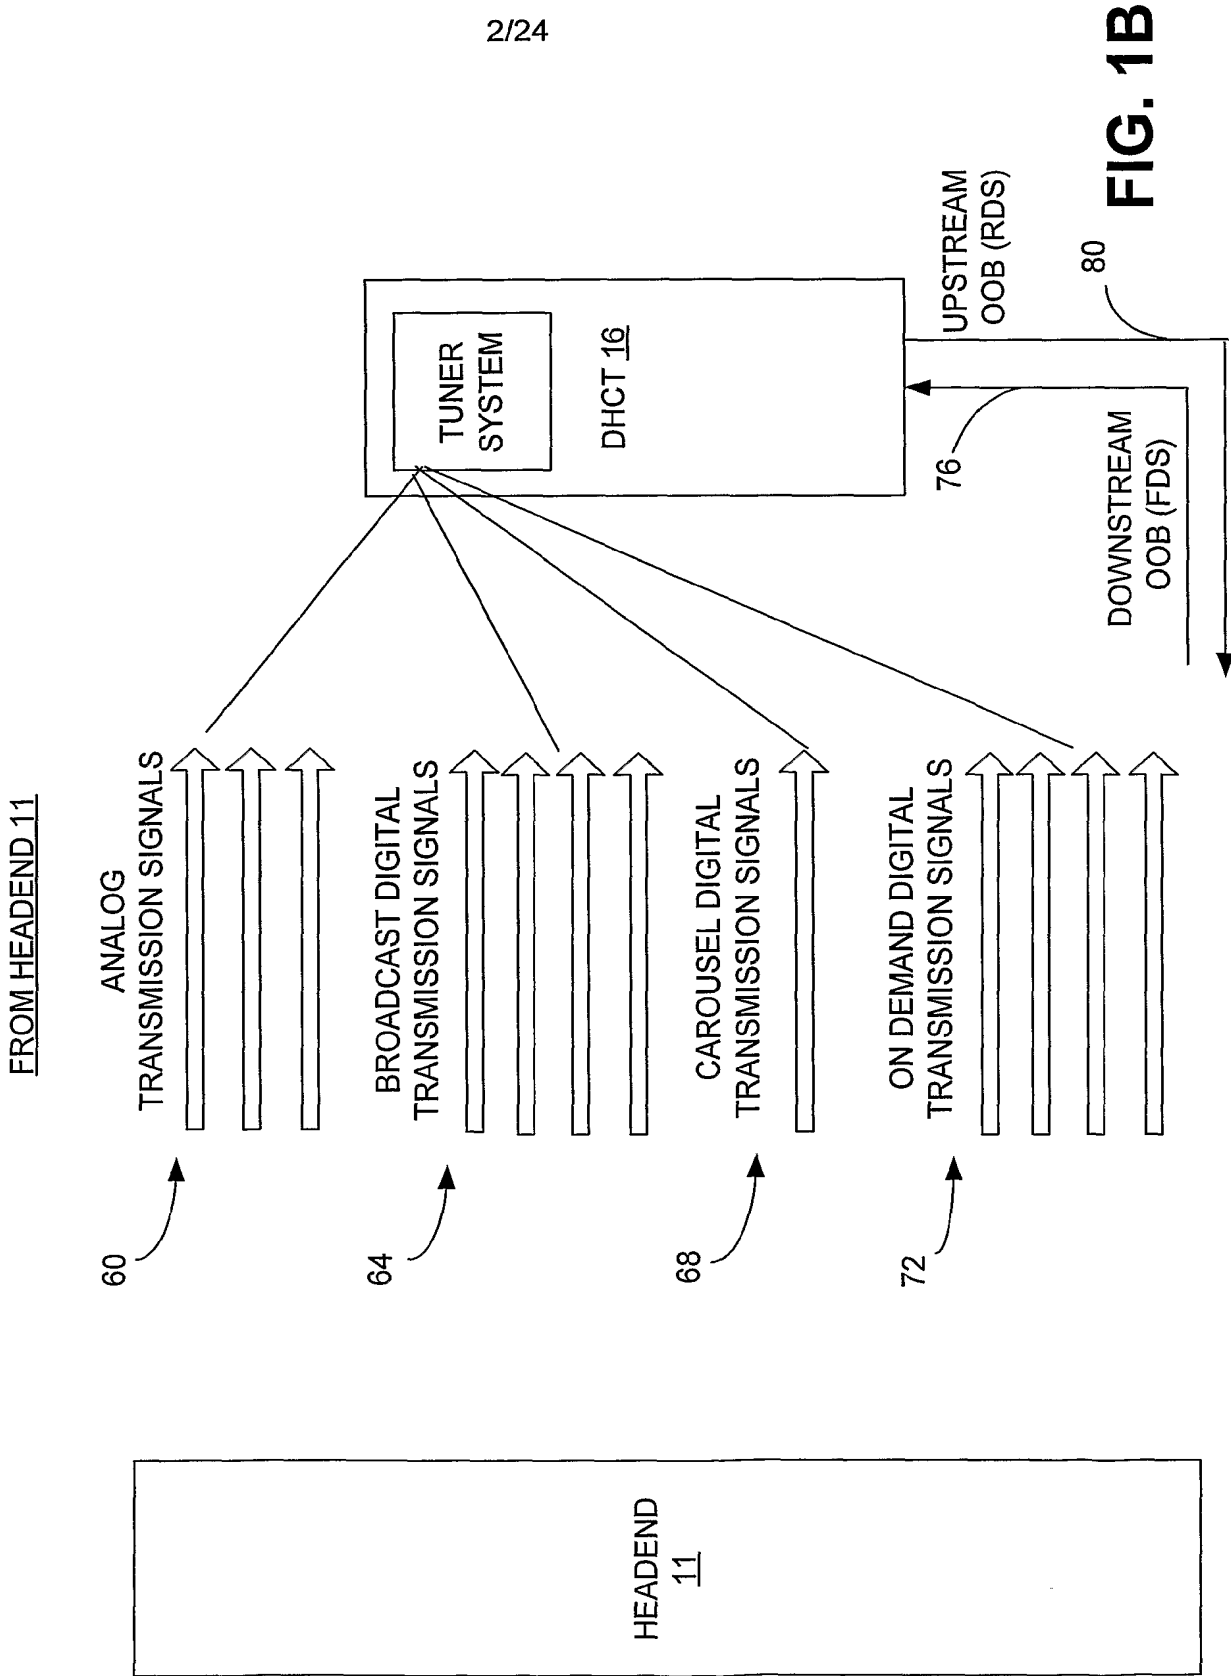 2/24
FROM HEADEND 11
ANALOG
TRANSMISSION SIGNALS
60
BROADCAST DIGITAL
TRANSMISSION SIGNALS
64
CAROUSEL DIGITAL
TRANSMISSION SIGNALS
68
ON DEMAND DIGITAL
TRANSMISSION SIGNALS
72
HEADEND
11
TUNER
SYSTEM
DHCT 16
UPSTREAM
OOB (RDS)
80
76
DOWNSTREAM
OOB (FDS)
FIG. 1B